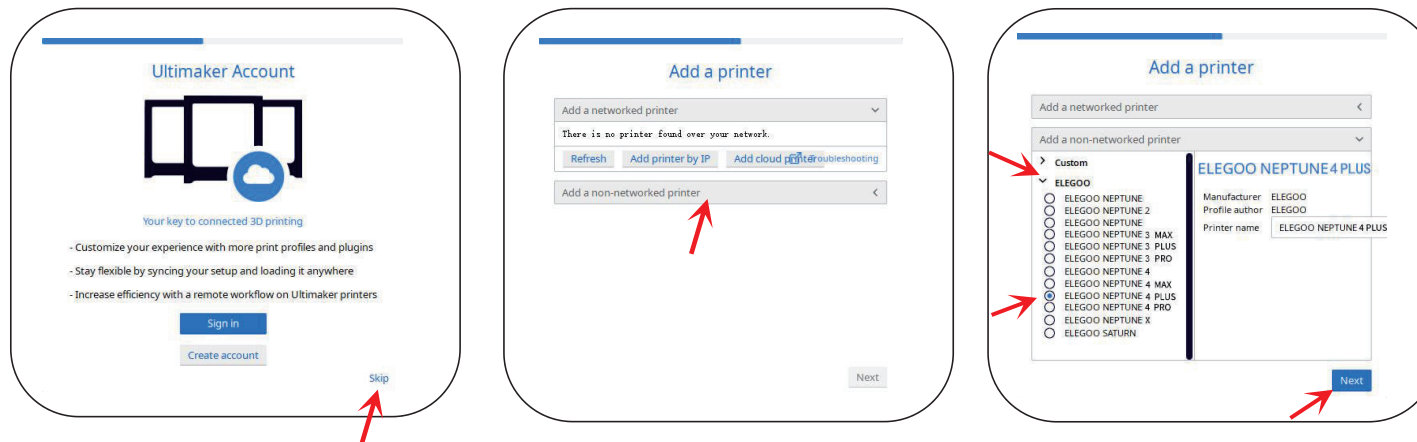 Ultimaker Account
Your key to connected 3D printing
- Customize your experience with more print profiles and plugins
- Stay flexible by syncing your setup and loading it anywhere
- Increase efficiency with a remote workflow on Ultimaker printers
Sign in
Create account
Skip
Add a printer
Add a networked printer
There is no printer found over your network.
Refresh Add printer by IP Add cloud printer Troubleshooting
Add a non-networked printer
Next
Add a printer
Add a networked printer
Add a non-networked printer
Custom
ELEGOO
ELEGOO NEPTUNE
ELEGOO NEPTUNE 2
ELEGOO NEPTUNE
ELEGOO NEPTUNE 3 MAX
ELEGOO NEPTUNE 3 PLUS
ELEGOO NEPTUNE 3 PRO
ELEGOO NEPTUNE 4
ELEGOO NEPTUNE 4 MAX
ELEGOO NEPTUNE 4 PLUS
ELEGOO NEPTUNE 4 PRO
ELEGOO NEPTUNE X
ELEGOO SATURN
ELEGOO NEPTUNE 4 PLUS
Manufacturer ELEGOO
Profile author ELEGOO
Printer name ELEGOO NEPTUNE 4 PLUS
Next